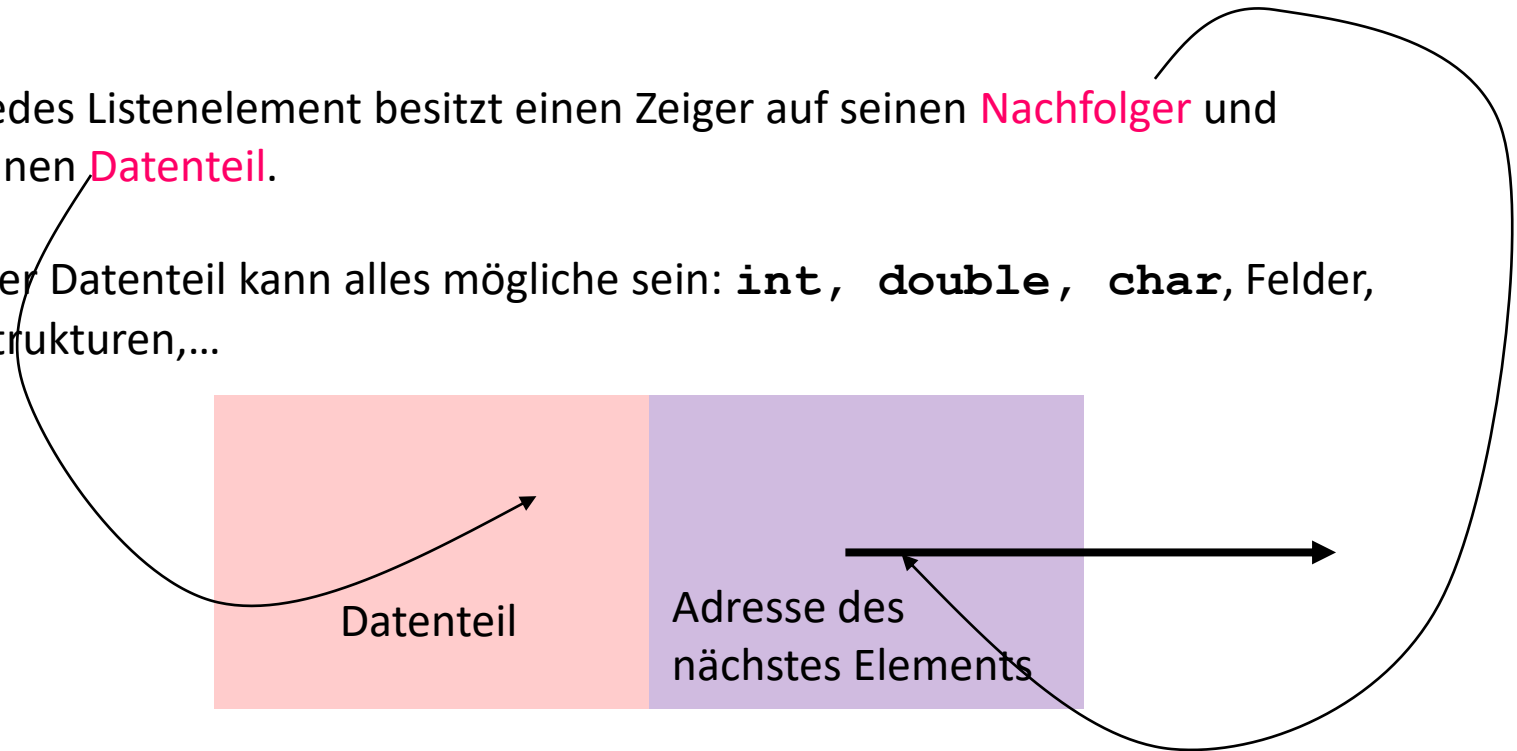 edes Listenelement besitzt einen Zeiger auf seinen Nachfolger und
nen Datenteil.
er Datenteil kann alles mögliche sein: int, double, char, Felder,
trukturen,…
Datenteil
Adresse des
nächstes Elements